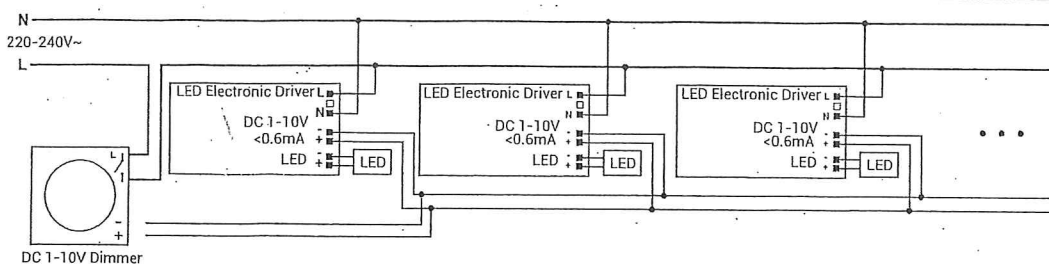 N
220-240V~
L
LED Electronic Driver L
N
DC 1-10V -
<0.6mA +
LED -
+
LED
LED Electronic Driver L
N
DC 1-10V -
<0.6mA +
LED -
+
LED
LED Electronic Driver L
N
DC 1-10V -
<0.6mA +
LED -
+
LED
L
-
+
DC 1-10V Dimmer